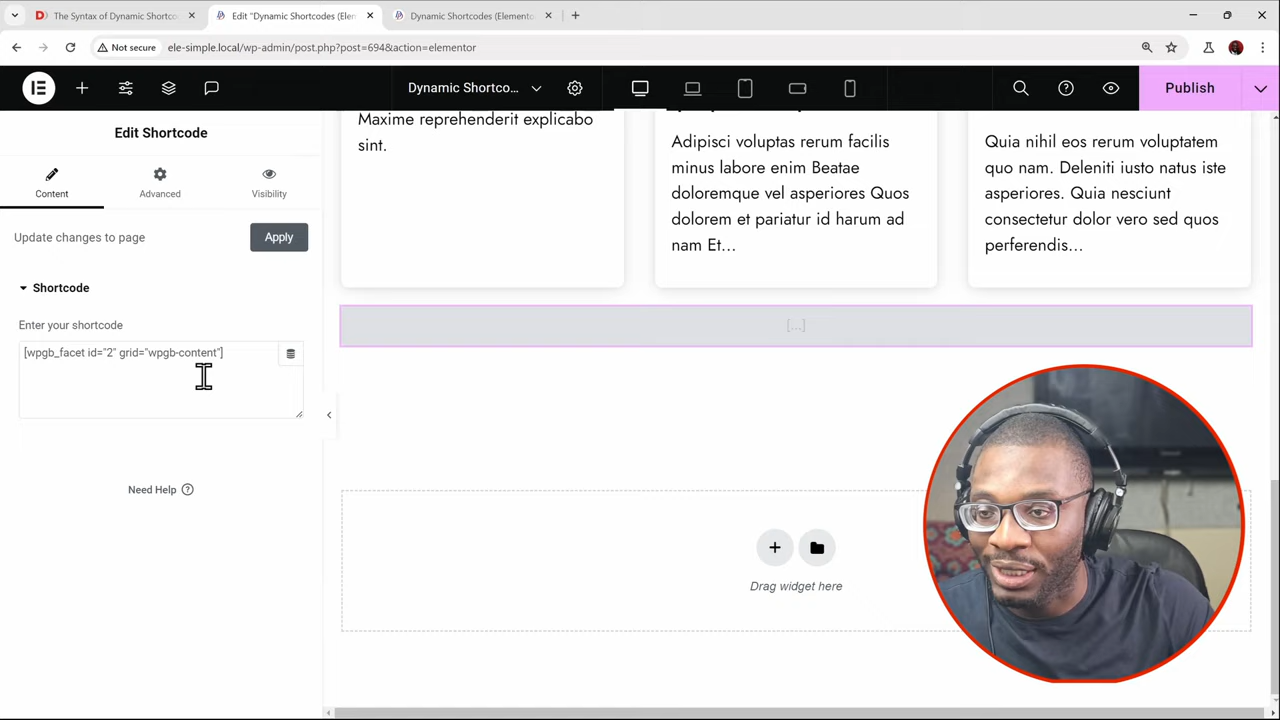 The Syntax of Dynamic Shortco
Edit "Dynamic Shortcodes (Elem
Dynamic Shortcodes (Elemento
Not secure
ele-simple.local/wp-admin/post.php?post=694&action=elementor
Dynamic Shortco...
Publish
Edit Shortcode
Content
Advanced
Visibility
Update changes to page
Apply
Shortcode
Enter your shortcode
[wpgb_facet id="2" grid="wpgb-content"]
Need Help
Maxime reprehenderit explicabo
sint.
Adipisci voluptas rerum facilis
minus labore enim Beatae
doloremque vel asperiores Quos
dolorem et pariatur id harum ad
nam Et...
Quia nihil eos rerum voluptatem
quo nam. Deleniti iusto natus iste
asperiores. Quia nesciunt
consectetur dolor vero sed quos
perferendis...
[...]
Drag widget here